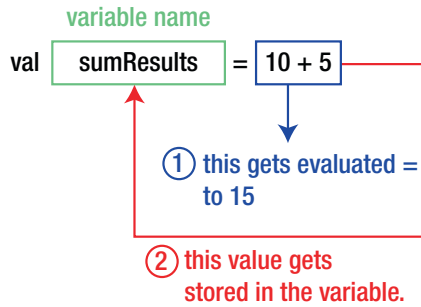 variable name
val sumResults = 10 + 5
1 this gets evaluated =
to 15
2 this value gets
stored in the variable.